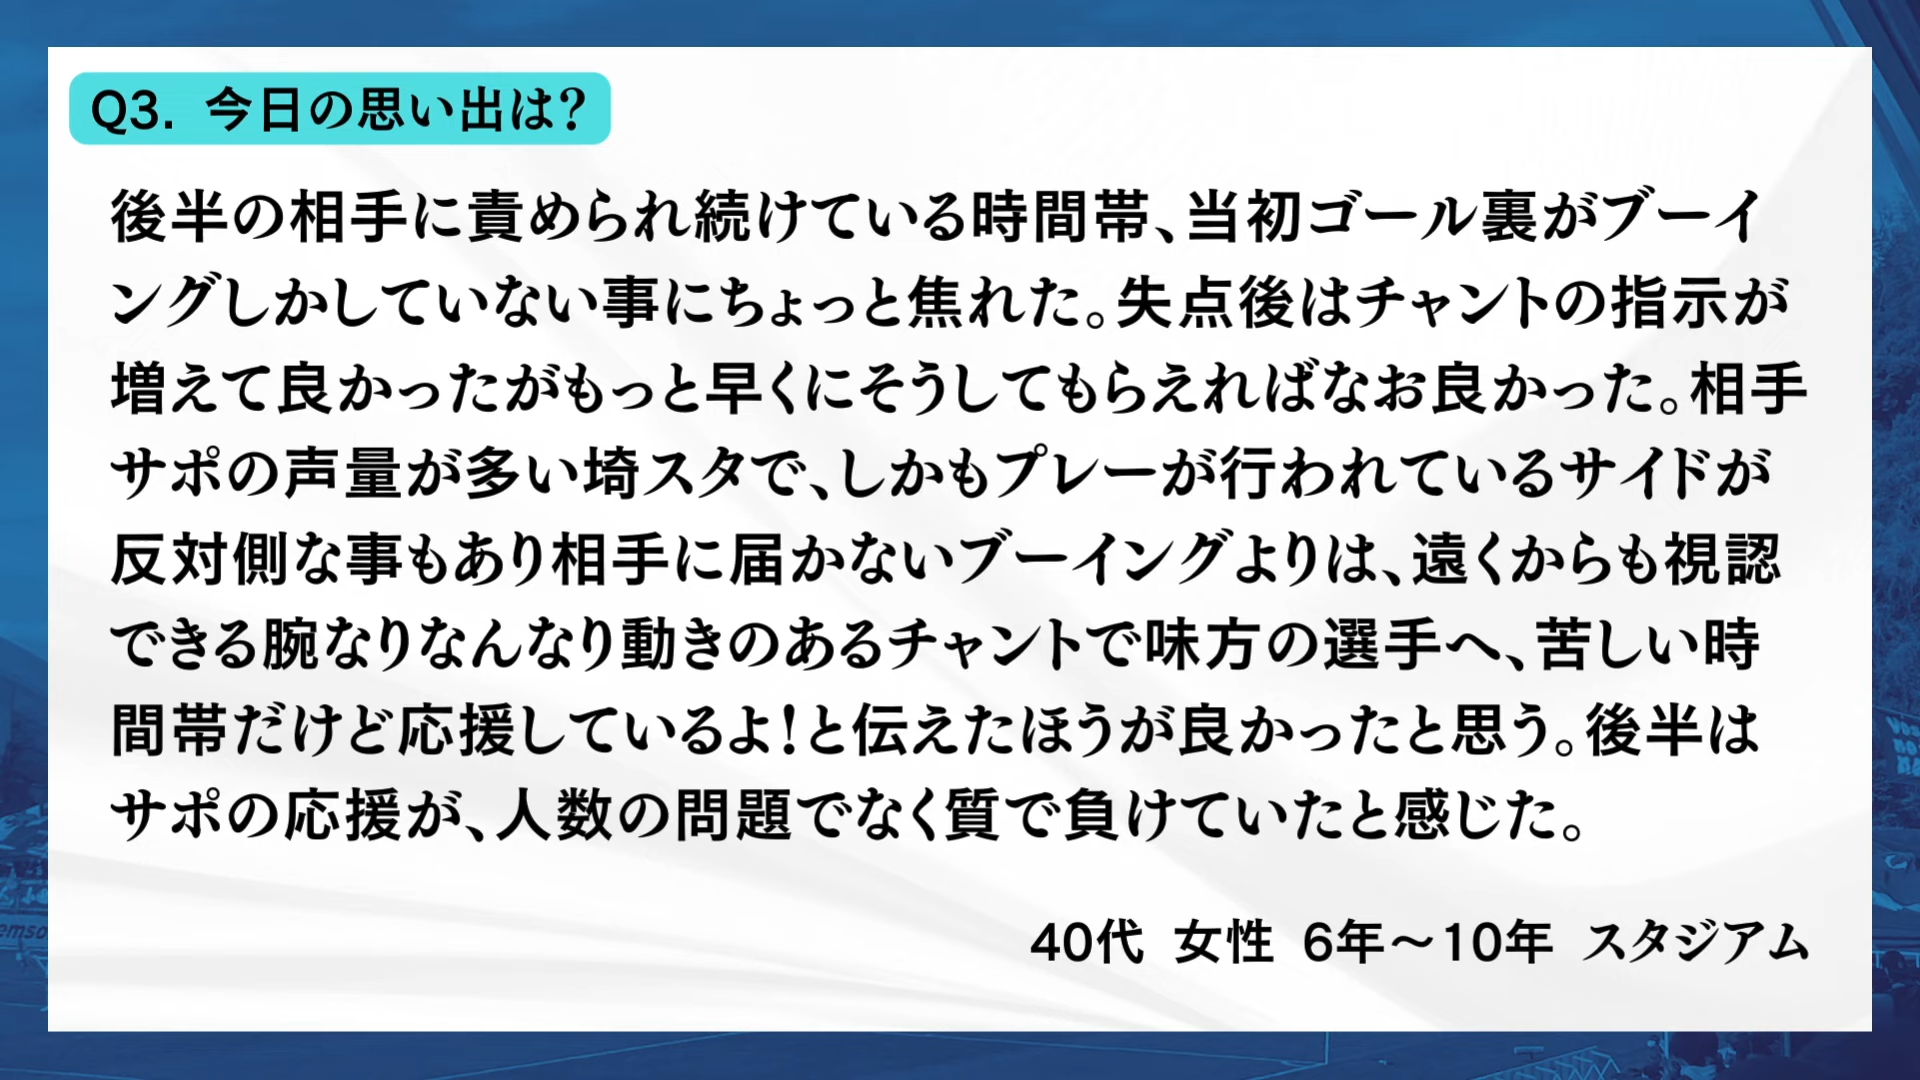 Q3. 今日の思い出は？
後半の相手に責められ続けている時間帯、当初ゴール裏がブーイ
ングしかしていない事にちょっと焦れた。失点後はチャントの指示が
増えて良かったがもっと早くにそうしてもらえればなお良かった。相手
サポの声量が多い埼スタで、しかもプレーが行われているサイドが
反対側な事もあり相手に届かないブーイングよりは、遠くからも視認
できる腕なりなんなり動きのあるチャントで味方の選手へ、苦しい時
間帯だけど応援しているよ！と伝えたほうが良かったと思う。後半は
サポの応援が、人数の問題でなく質で負けていたと感じた。
40代 女性 6年～10年 スタジアム